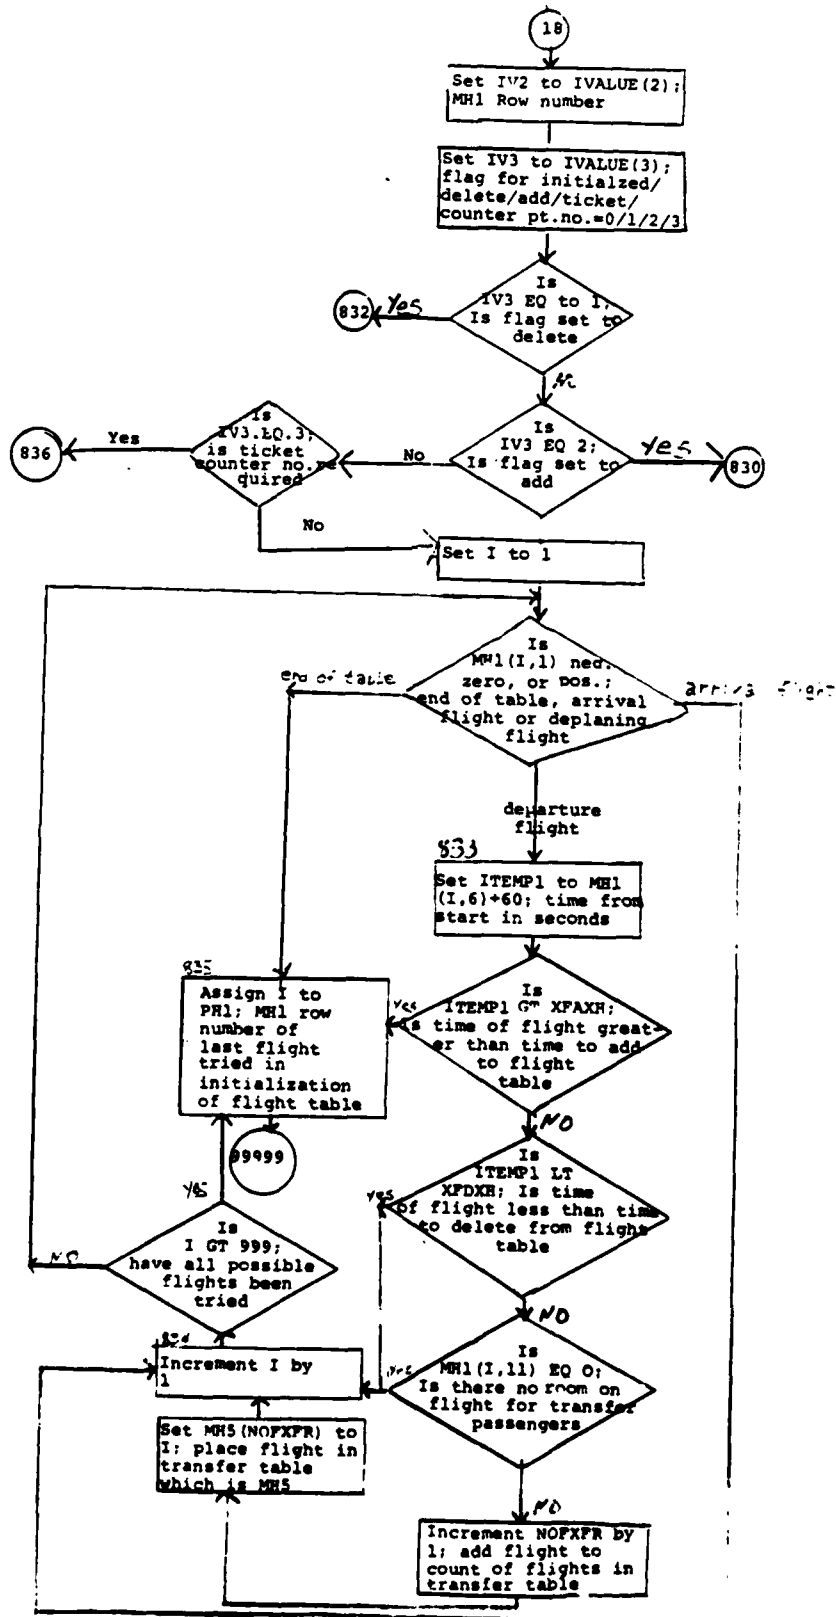 18
Set IV2 to IVALUE(2);
MH1 Row number
Set IV3 to IVALUE(3);
flag for initialzed/
delete/add/ticket/
counter pt.no.=0/1/2/3
Is
IV3 EQ to 1;
Is flag set to
delete
Yes
832
Is
IV3 EQ 2;
Is flag set to
add
Yes
830
No
Is
IV3.EQ.3;
is ticket
counter no.re
quired
Yes
836
No
Set I to 1
Is
MH1(I,1) neg.
zero, or pos.;
end of table, arrival
flight or deplaning
flight
end of table
flight
departure
flight
833
Set ITEMP1 to MH1
(I,6)+60; time from
start in seconds
Is
ITEMP1 GT XFAXH;
Is time of flight great-
er than time to add
to flight
table
yes
835
Assign I to
PH1; MH1 row
number of
last flight
tried in
initialization
of flight table
99999
NO
Is
ITEMP1 LT
XFDXH; Is time
of flight less than time
to delete from flight
table
yes
NO
Is
MH1(I,11) EQ 0;
Is there no room on
flight for transfer
passengers
yes
NO
Increment NOFXFR by
1; add flight to
count of flights in
transfer table
Set MH5(NOFXFR) to
I; place flight in
transfer table
which is MH5
834
Increment I by
1
Is
I GT 999;
have all possible
flights been
tried
yes
NO